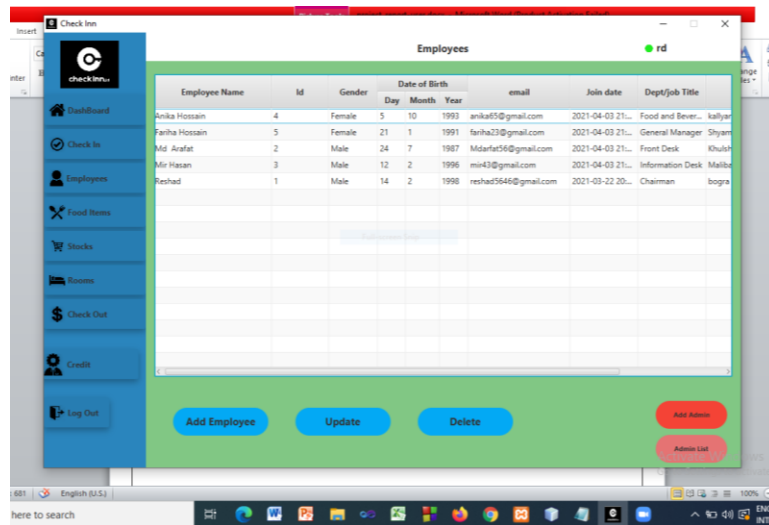 Check Inn
Insert
Employees
rd
check Inn
DashBoard
Check In
Employees
Food Items
Stocks
Rooms
Check Out
Credit
Log Out
Employee Name Id Gender Date of Birth email Join date Dept/job Title
Day Month Year
Anika Hossain 4 Female 5 10 1993 anika65@gmail.com 2021-04-03 21:... Food and Bever... kallyar
Fariha Hossain 5 Female 21 1 1991 fariha23@gmail.com 2021-04-03 21:... General Manager Shyam
Md Arafat 2 Male 24 7 1987 Mdarfat56@gmail.com 2021-04-03 21:... Front Desk Khulsh
Mir Hasan 3 Male 12 2 1996 mir43@gmail.com 2021-04-03 21:... Information Desk Maliba
Reshad 1 Male 14 2 1998 reshad5646@gmail.com 2021-03-22 20:... Chairman bogra
Add Employee Update Delete
Add Admin
Admin List
English (U.S.) 100%
here to search